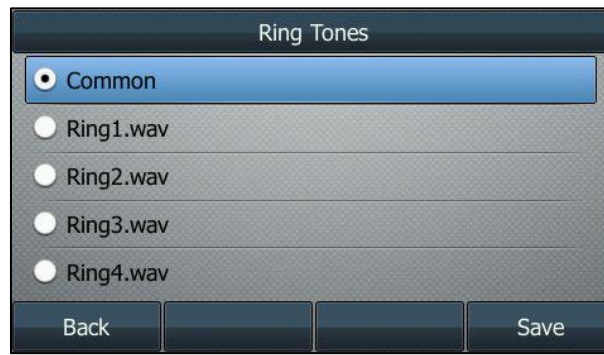 Ring Tones
Common
Ring1.wav
Ring2.wav
Ring3.wav
Ring4.wav
Back Save